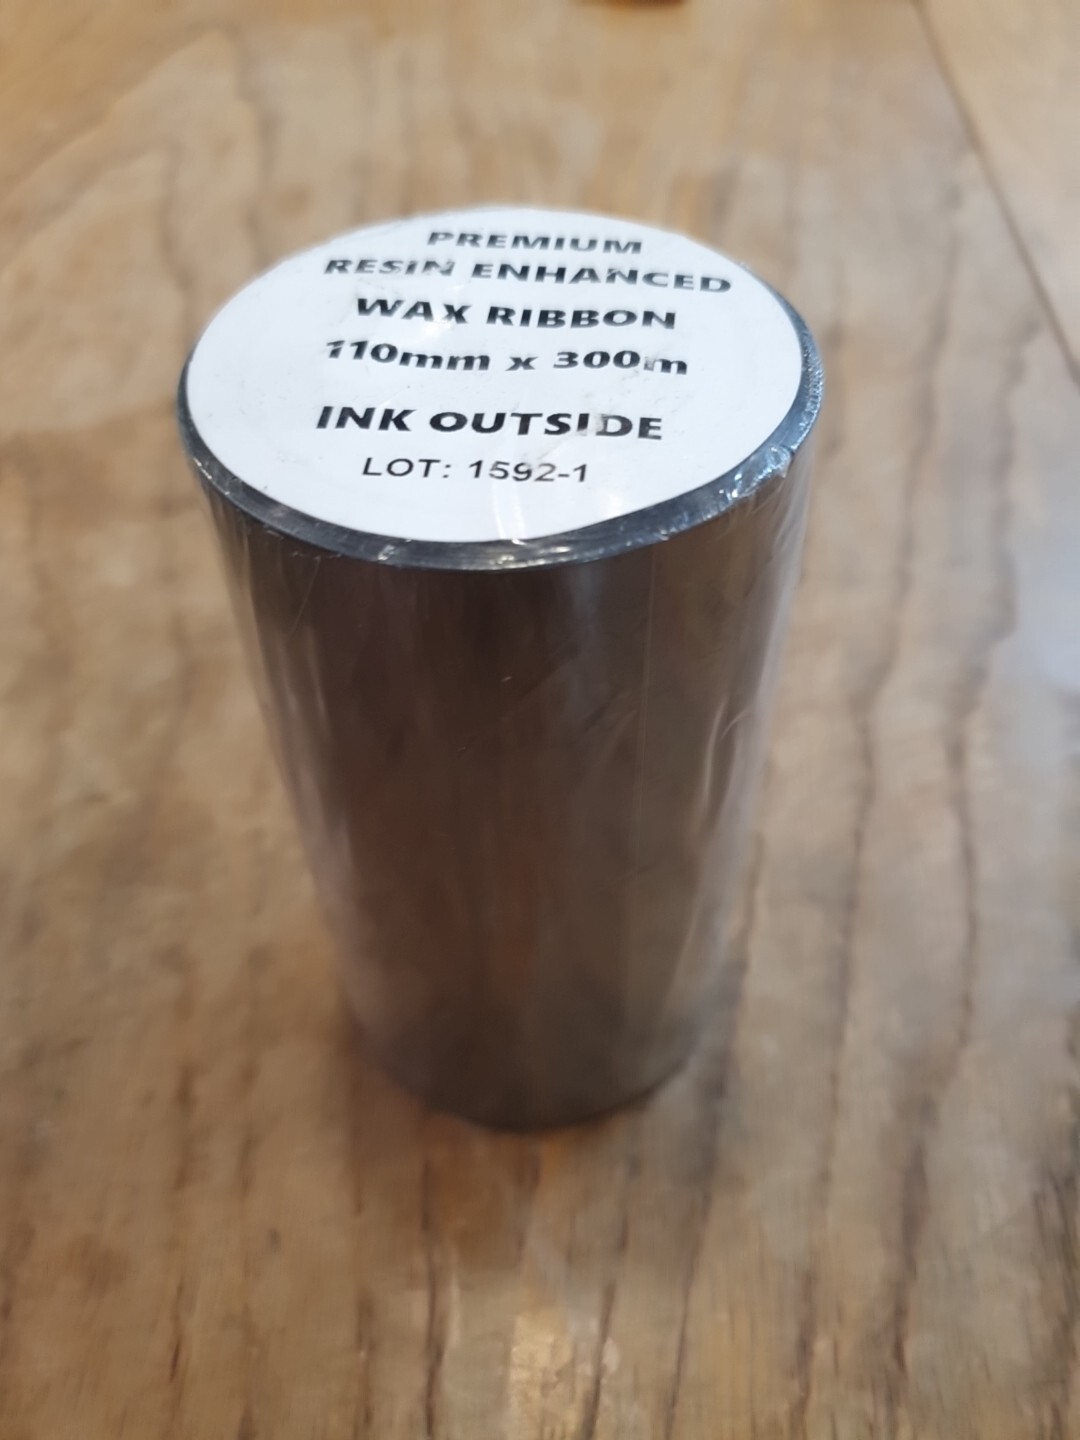 PREMIUM
RESIN ENHANCED
WAX RIBBON
110mm x 300m
INK OUTSIDE
LOT: 1592-1